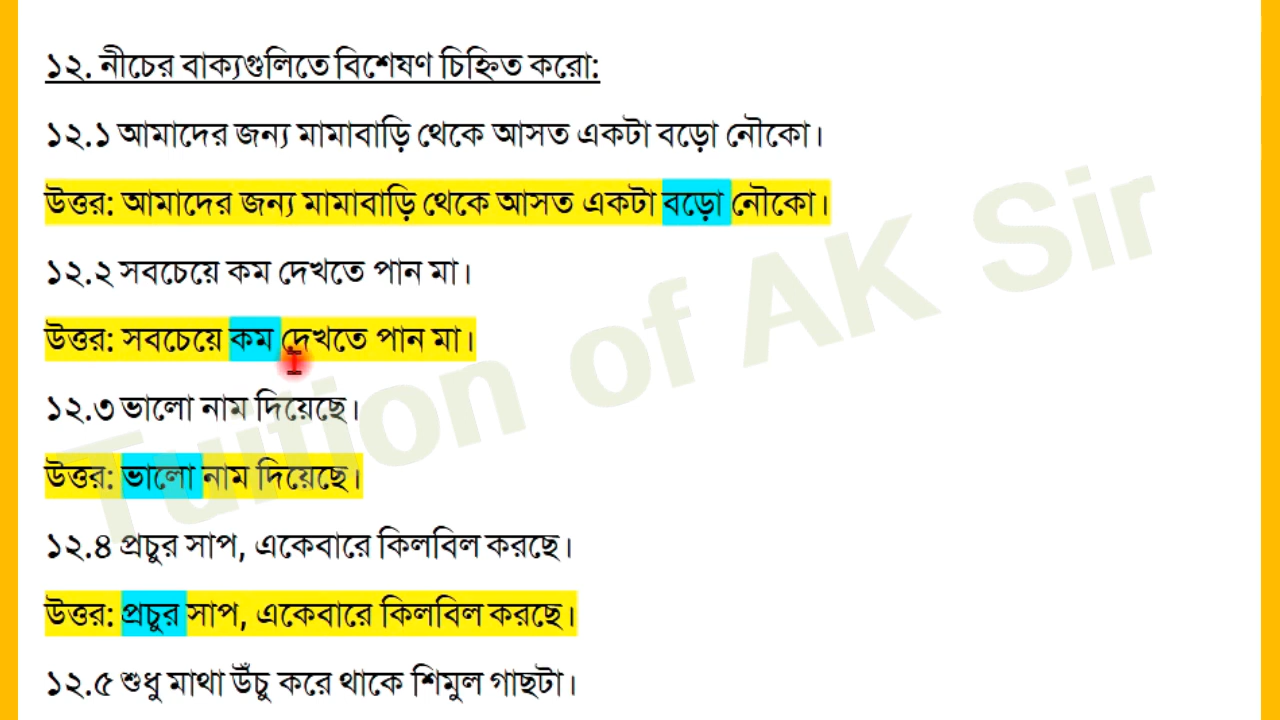 ১২. নীচের বাক্যগুলিতে বিশেষণ চিহ্নিত করো:
১২.১ আমাদের জন্য মামাবাড়ি থেকে আসত একটা বড়ো নৌকো।
উত্তর: আমাদের জন্য মামাবাড়ি থেকে আসত একটা বড়ো নৌকো।
১২.২ সবচেয়ে কম দেখতে পান মা।
উত্তর: সবচেয়ে কম দেখতে পান মা।
১২.৩ ভালো নাম দিয়েছে।
উত্তর: ভালো নাম দিয়েছে।
১২.৪ প্রচুর সাপ, একেবারে কিলবিল করছে।
উত্তর: প্রচুর সাপ, একেবারে কিলবিল করছে।
১২.৫ শুধু মাথা উঁচু করে থাকে শিমুল গাছটা।
Tuition of AK Sir